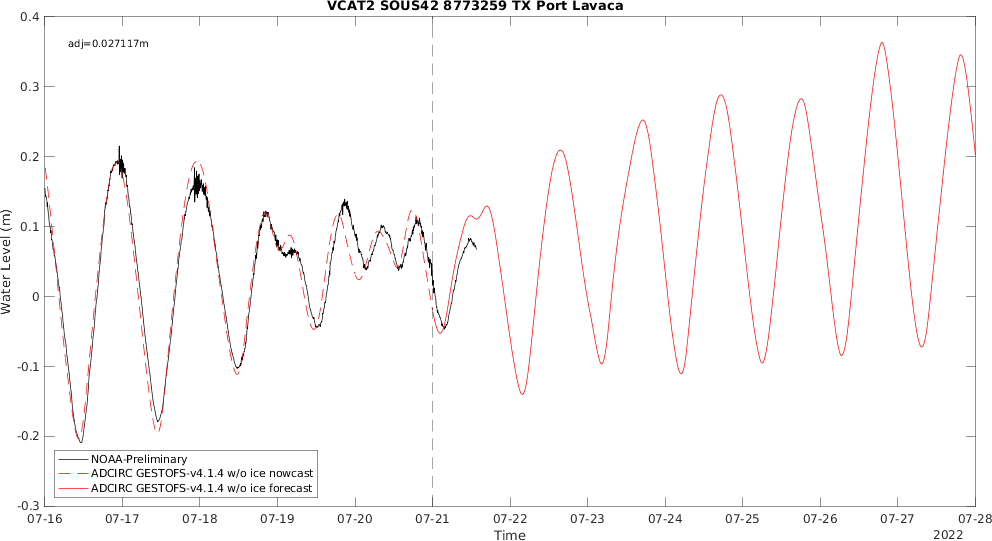 VCAT2 SOUS42 8773259 TX Port Lavaca
adj=0.027117m
Water Level (m)
0.4
0.3
0.2
0.1
0
-0.1
-0.2
-0.3
NOAA-Preliminary
ADCIRC GESTOFS-v4.1.4 w/o ice nowcast
ADCIRC GESTOFS-v4.1.4 w/o ice forecast
07-16 07-17 07-18 07-19 07-20 07-21 07-22 07-23 07-24 07-25 07-26 07-27 07-28
Time
2022